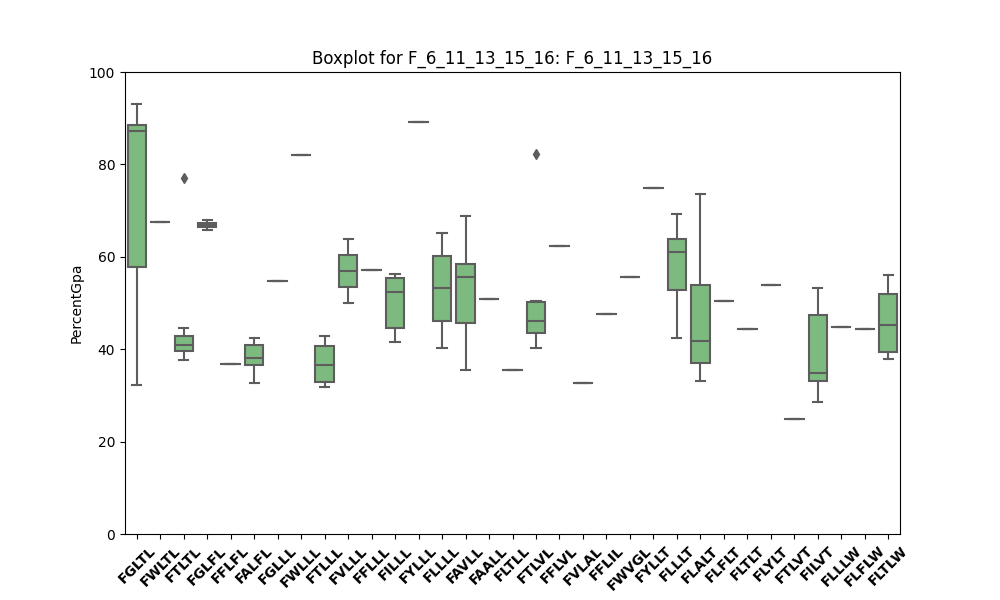 Boxplot for F_6_11_13_15_16: F_6_11_13_15_16
100
80
60
40
20
0
PercentGpa
FGLTL
FWLTL
FTLTL
FGLFL
FFLFL
FALFL
FGLLL
FWLLL
FTLLL
FVLLL
FFLLL
FILLL
FYLLL
FLLLL
FAVLL
FAALL
FLTLL
FTLVL
FFLVL
FVLAL
FFLIL
FWVGL
FYLLT
FLLLT
FLALT
FLFLT
FLTLT
FLYLT
FTLVT
FILVT
FLLLW
FLFLW
FLTLW